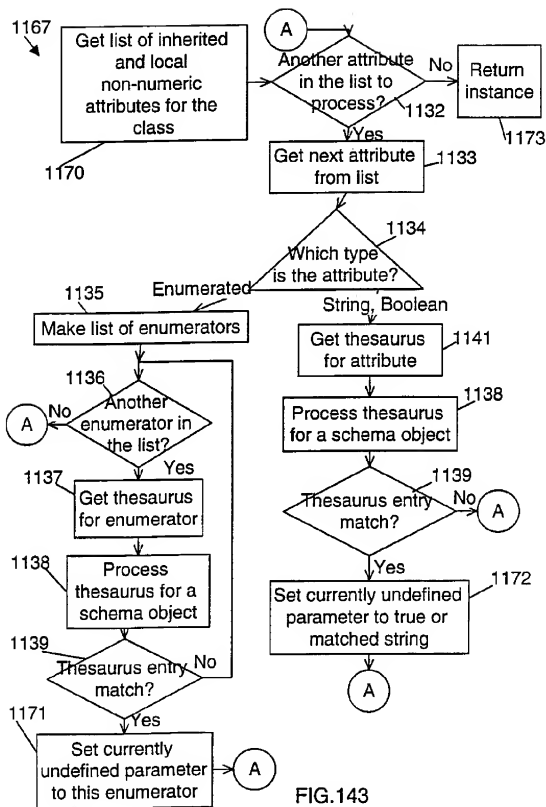 1167
Get list of inherited
and local
non-numeric
attributes for the
class
1170
A
Another attribute
in the list to
process?
1132
No
Return
instance
1173
Yes
Get next attribute
from list
1133
Which type
is the attribute?
1134
Enumerated
String, Boolean
1135
Make list of enumerators
1136
Another
enumerator in
the list?
No
A
Yes
1137
Get thesaurus
for enumerator
1138
Process
thesaurus for a
schema object
1139
Thesaurus entry
match?
No
Yes
1171
Set currently
undefined parameter
to this enumerator
A
Get thesaurus
for attribute
1141
Process thesaurus
for a schema object
1138
Thesaurus entry
match?
1139
No
A
Yes
Set currently undefined
parameter to true or
matched string
1172
A
FIG.143